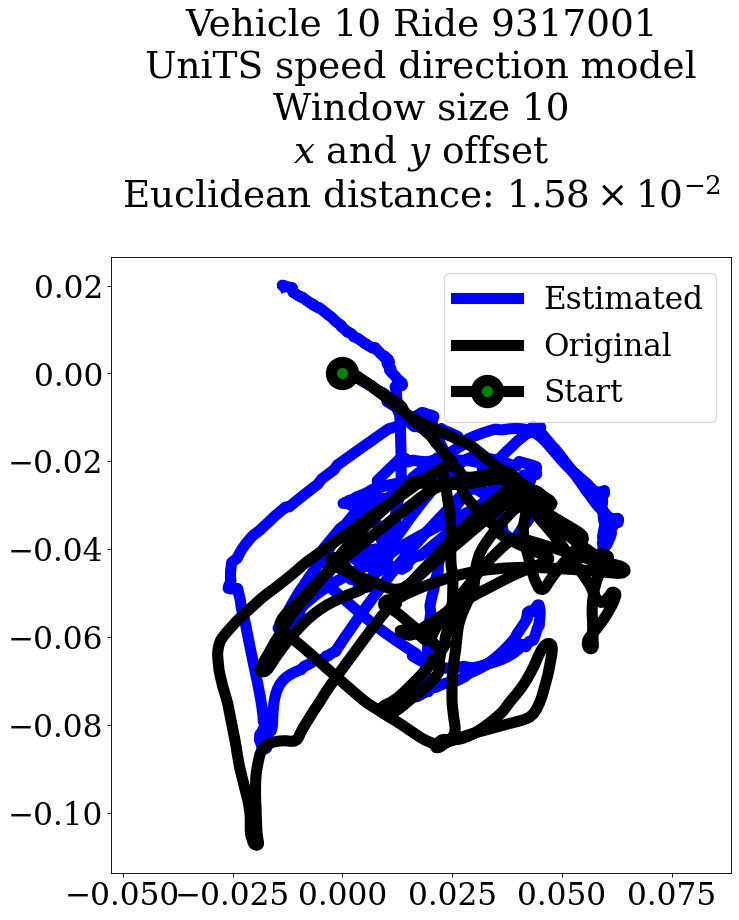 Vehicle 10 Ride 9317001
UniTS speed direction model
Window size 10
x and y offset
Euclidean distance: 1.58 × 10⁻²
Estimated
Original
Start
0.02
0.00
−0.02
−0.04
−0.06
−0.08
−0.10
−0.050 −0.025 0.000 0.025 0.050 0.075